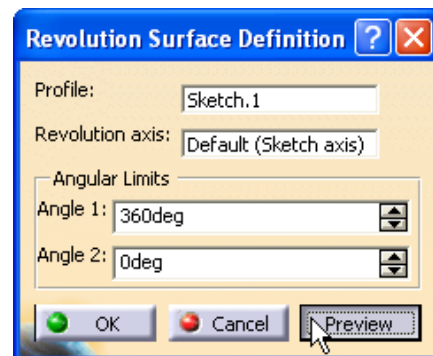 Revolution Surface Definition ?
Profile: Sketch.1
Revolution axis: Default (Sketch axis)
Angular Limits
Angle 1: 360deg
Angle 2: 0deg
OK Cancel Preview